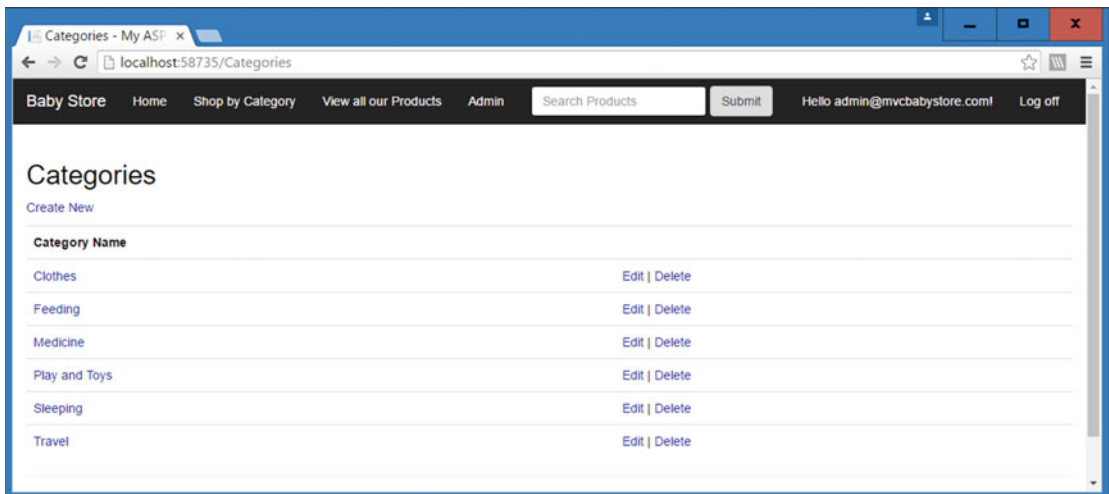 Categories - My ASP
localhost:58735/Categories
Baby Store Home Shop by Category View all our Products Admin Search Products Submit Hello admin@mvcbabystore.com! Log off
Categories
Create New
Category Name
Clothes Edit | Delete
Feeding Edit | Delete
Medicine Edit | Delete
Play and Toys Edit | Delete
Sleeping Edit | Delete
Travel Edit | Delete